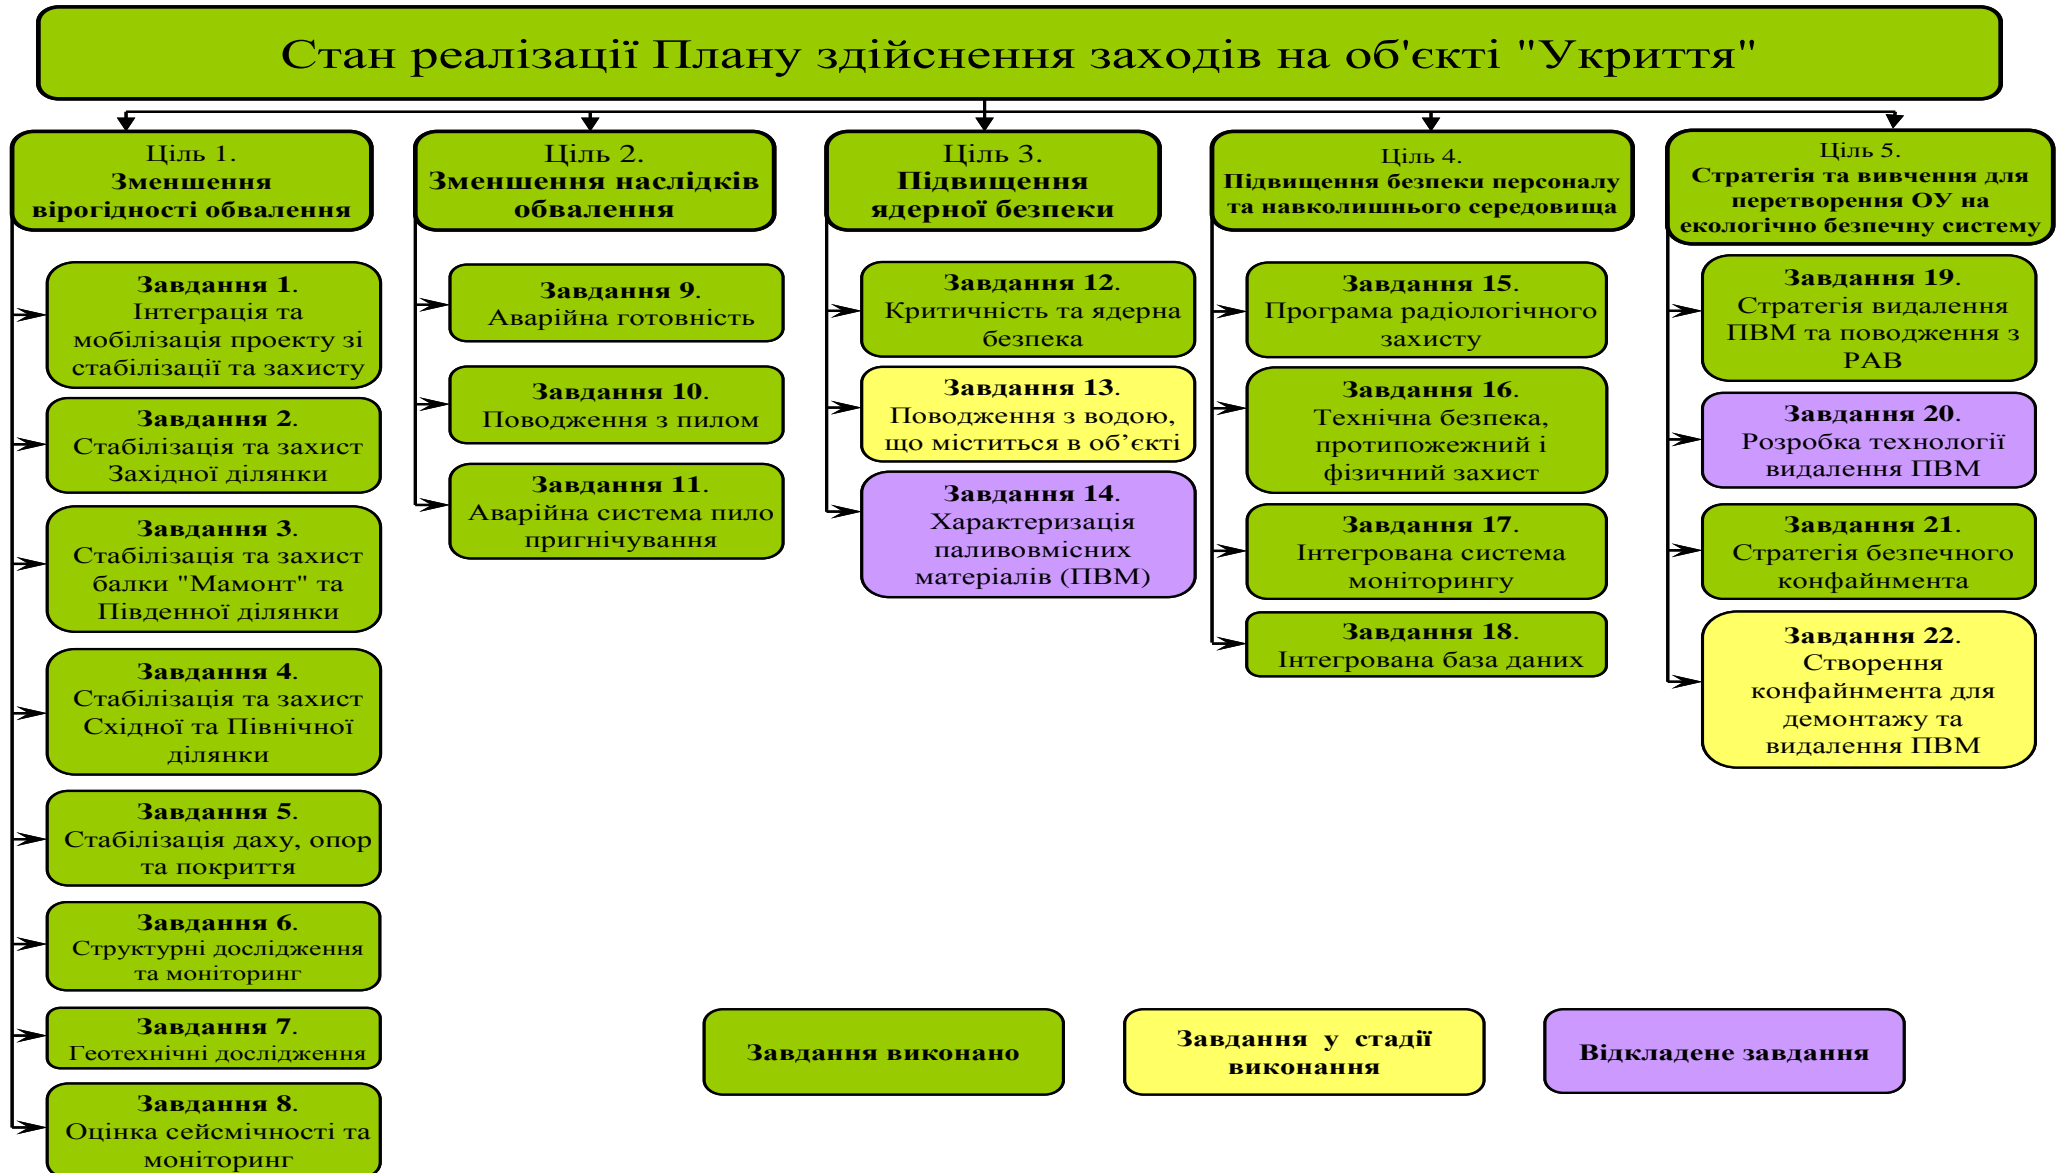 Стан реалізації Плану здійснення заходів на об'єкті "Укриття"
Ціль 1.
Зменшення
вірогідності обвалення
Завдання 1.
Інтеграція та
мобілізація проекту зі
стабілізації та захисту
Завдання 2.
Стабілізація та захист
Західної ділянки
Завдання 3.
Стабілізація та захист
балки "Мамонт" та
Південної ділянки
Завдання 4.
Стабілізація та захист
Східної та Північної
ділянки
Завдання 5.
Стабілізація даху, опор
та покриття
Завдання 6.
Структурні дослідження
та моніторинг
Завдання 7.
Геотехнічні дослідження
Завдання 8.
Оцінка сейсмічності та
моніторинг
Ціль 2.
Зменшення наслідків
обвалення
Завдання 9.
Аварійна готовність
Завдання 10.
Поводження з пилом
Завдання 11.
Аварійна система пило
пригнічування
Ціль 3.
Підвищення
ядерної безпеки
Завдання 12.
Критичність та ядерна
безпека
Завдання 13.
Поводження з водою,
що міститься в об’єкті
Завдання 14.
Характеризація
паливовмісних
матеріалів (ПВМ)
Ціль 4.
Підвищення безпеки персоналу
та навколишнього середовища
Завдання 15.
Програма радіологічного
захисту
Завдання 16.
Технічна безпека,
протипожежний і
фізичний захист
Завдання 17.
Інтегрована система
моніторингу
Завдання 18.
Інтегрована база даних
Ціль 5.
Стратегія та вивчення для
перетворення ОУ на
екологічно безпечну систему
Завдання 19.
Стратегія видалення
ПВМ та поводження з
РАВ
Завдання 20.
Розробка технології
видалення ПВМ
Завдання 21.
Стратегія безпечного
конфайнмента
Завдання 22.
Створення
конфайнмента для
демонтажу та
видалення ПВМ
Завдання виконано
Завдання у стадії
виконання
Відкладене завдання